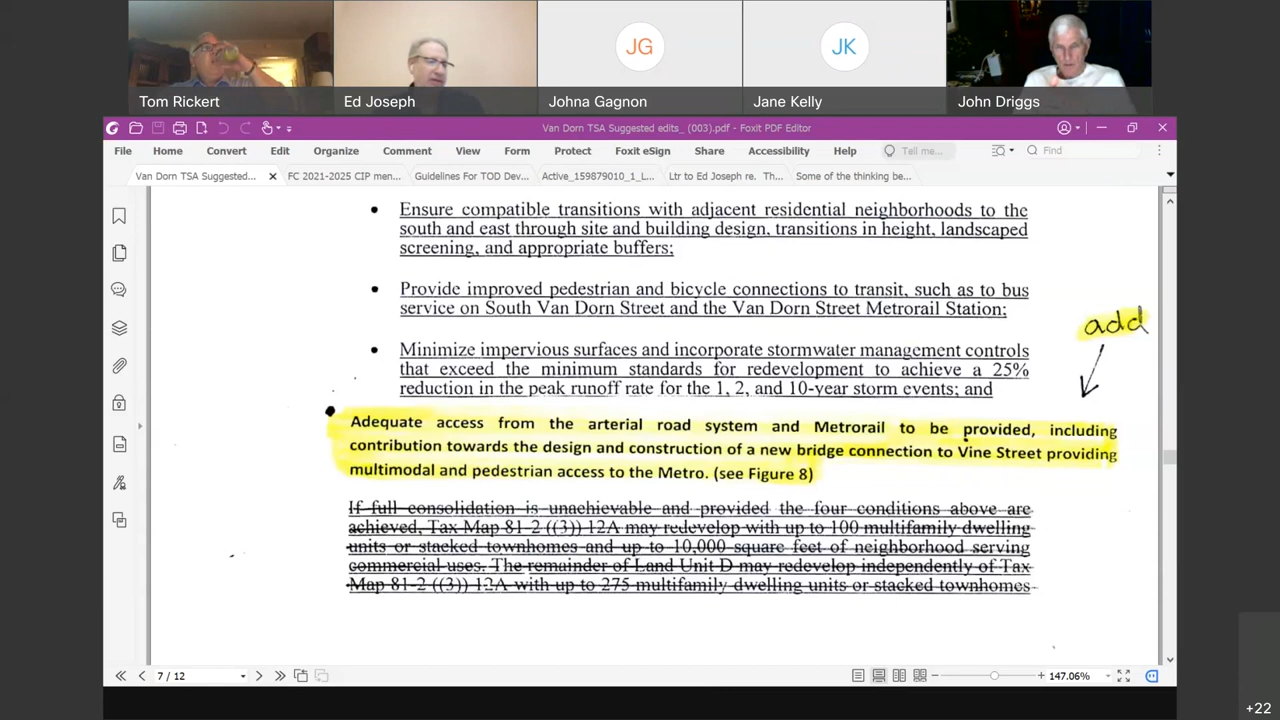 JG
JK
Tom Rickert
Ed Joseph
Johna Gagnon
Jane Kelly
John Driggs
Van Dorn TSA Suggested edits_ (003).pdf - Foxit PDF Editor
File Home Convert Edit Organize Comment View Form Protect Foxit eSign Share Accessibility Help Tell me... Find
Van Dorn TSA Suggested... FC 2021-2025 CIP men... Guidelines For TOD Dev... Active_159879010_1_L... Ltr to Ed Joseph re. Th... Some of the thinking be...
• Ensure compatible transitions with adjacent residential neighborhoods to the
south and east through site and building design, transitions in height, landscaped
screening, and appropriate buffers;
• Provide improved pedestrian and bicycle connections to transit, such as to bus
service on South Van Dorn Street and the Van Dorn Street Metrorail Station;
add
• Minimize impervious surfaces and incorporate stormwater management controls
that exceed the minimum standards for redevelopment to achieve a 25%
reduction in the peak runoff rate for the 1, 2, and 10-year storm events; and
• Adequate access from the arterial road system and Metrorail to be provided, including
contribution towards the design and construction of a new bridge connection to Vine Street providing
multimodal and pedestrian access to the Metro. (see Figure 8)
If full consolidation is unachievable and provided the four conditions above are
achieved, Tax Map 81-2 ((3)) 12A may redevelop with up to 100 multifamily dwelling
units or stacked townhomes and up to 10,000 square feet of neighborhood serving
commercial uses. The remainder of Land Unit D may redevelop independently of Tax
Map 81-2 ((3)) 12A with up to 275 multifamily dwelling units or stacked townhomes
7 / 12
147.06%
+22